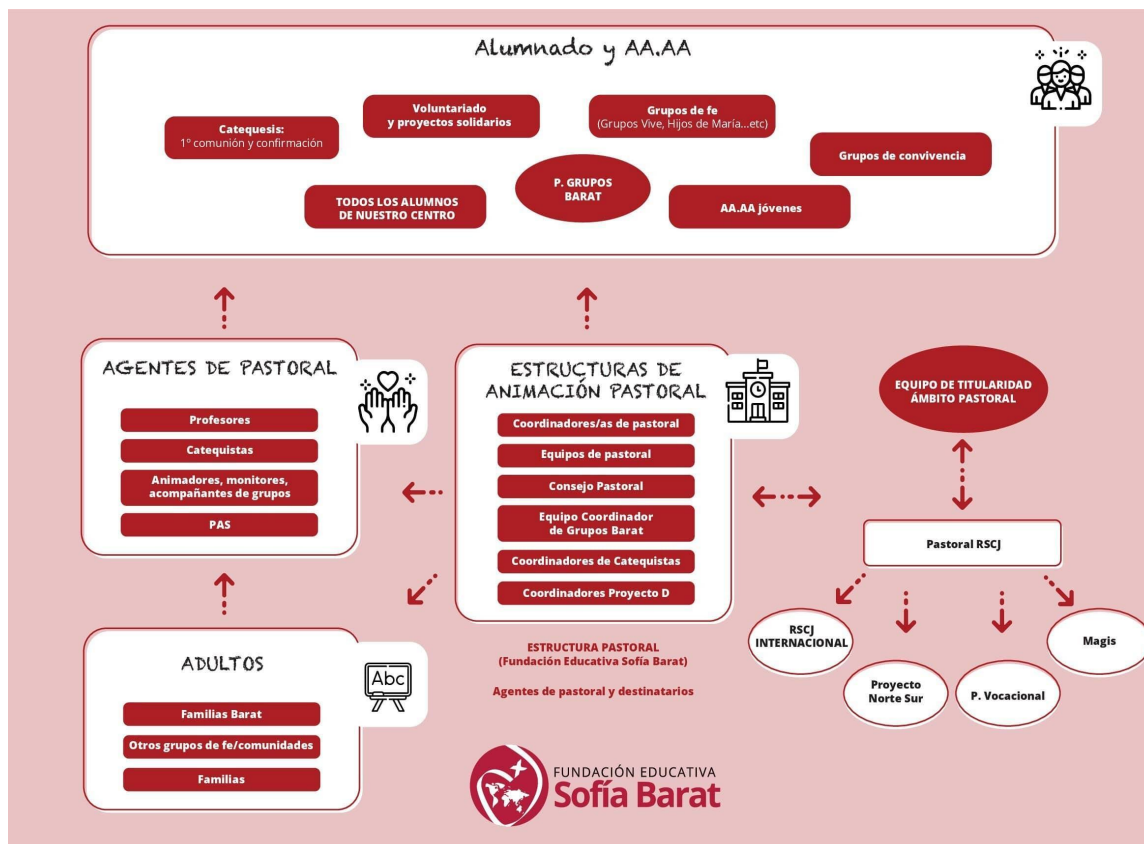 Alumnado y AA.AA
Voluntariado
y proyectos solidarios
Grupos de fe
(Grupos Vive, Hijos de María...etc)
Catequesis:
1º comunión y confirmación
Grupos de convivencia
P. GRUPOS
BARAT
TODOS LOS ALUMNOS
DE NUESTRO CENTRO
AA.AA jóvenes
AGENTES DE PASTORAL
Profesores
Catequistas
Animadores, monitores,
acompañantes de grupos
PAS
ESTRUCTURAS DE
ANIMACIÓN PASTORAL
Coordinadores/as de pastoral
Equipos de pastoral
Consejo Pastoral
Equipo Coordinador
de Grupos Barat
Coordinadores de Catequistas
Coordinadores Proyecto D
EQUIPO DE TITULARIDAD
ÁMBITO PASTORAL
Pastoral RSCJ
RSCJ
INTERNACIONAL
Proyecto
Norte Sur
P. Vocacional
Magis
ADULTOS
Abc
Familias Barat
Otros grupos de fe/comunidades
Familias
ESTRUCTURA PASTORAL
(Fundación Educativa Sofía Barat)
Agentes de pastoral y destinatarios
FUNDACIÓN EDUCATIVA
Sofía Barat